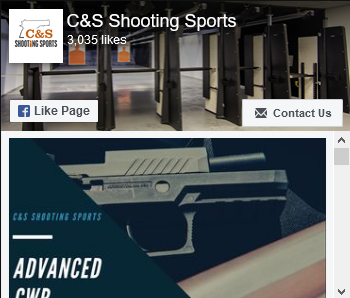 C&S
SHOOTING SPORTS
C&S Shooting Sports
3,035 likes
Like Page
Contact Us
C&S SHOOTING SPORTS
ADVANCED
CWP